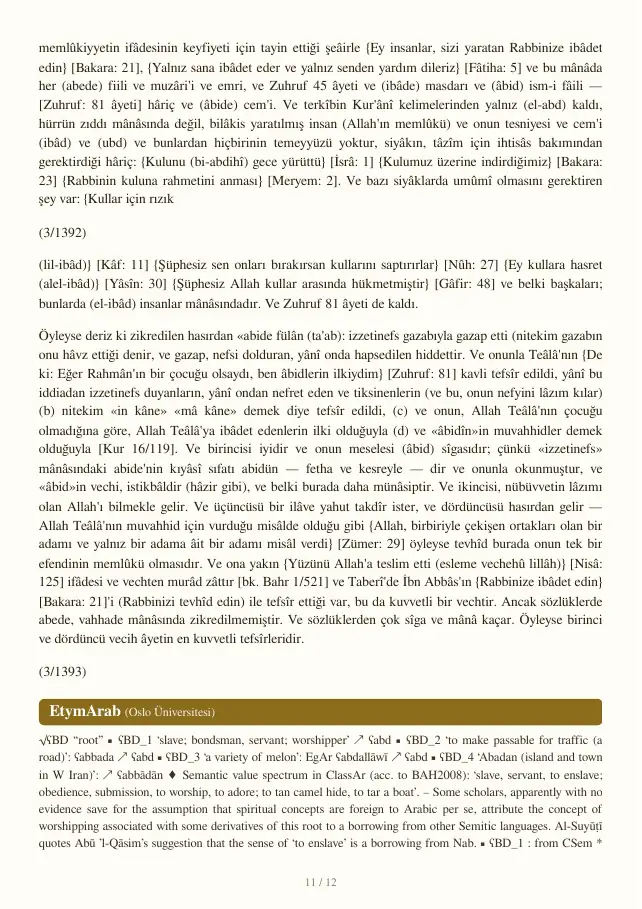 memlûkiyyetin ifâdesinin keyfiyeti için tayin ettiği şeâirle {Ey insanlar, sizi yaratan Rabbinize ibâdet
edin} [Bakara: 21], {Yalnız sana ibâdet eder ve yalnız senden yardım dileriz} [Fâtiha: 5] ve bu mânâda
her (abede) fiili ve muzâri'i ve emri, ve Zuhruf 45 âyeti ve (ibâde) masdarı ve (âbid) ism-i fâili —
[Zuhruf: 81 âyeti] hâriç ve (âbide) cem'i. Ve terkîbin Kur'ânî kelimelerinden yalnız (el-abd) kaldı,
hürrün zıddı mânâsında değil, bilâkis yaratılmış insan (Allah'ın memlûkü) ve onun tesniyesi ve cem'i
(ibâd) ve (ubd) ve bunlardan hiçbirinin temeyyüzü yoktur, siyâkın, tâzîm için ihtisâs bakımından
gerektirdiği hâriç: {Kulunu (bi-abdihî) gece yürüttü} [İsrâ: 1] {Kulumuz üzerine indirdiğimiz} [Bakara:
23] {Rabbinin kuluna rahmetini anması} [Meryem: 2]. Ve bazı siyâklarda umûmî olmasını gerektiren
şey var: {Kullar için rızık
(3/1392)
(lil-ibâd)} [Kâf: 11] {Şüphesiz sen onları bırakırsan kullarını saptırırlar} [Nûh: 27] {Ey kullara hasret
(alel-ibâd)} [Yâsîn: 30] {Şüphesiz Allah kullar arasında hükmetmiştir} [Gâfir: 48] ve belki başkaları;
bunlarda (el-ibâd) insanlar mânâsındadır. Ve Zuhruf 81 âyeti de kaldı.
Öyleyse deriz ki zikredilen hasırdan «abide fülân (ta'ab): izzetinefs gazabıyla gazap etti (nitekim gazabın
onu hâvz ettiği denir, ve gazap, nefsi dolduran, yânî onda hapsedilen hiddettir. Ve onunla Teâlâ'nın {De
ki: Eğer Rahmân'ın bir çocuğu olsaydı, ben âbidlerin ilkiydim} [Zuhruf: 81] kavli tefsîr edildi, yânî bu
iddiadan izzetinefs duyanların, yânî ondan nefret eden ve tiksinenlerin (ve bu, onun nefyini lâzım kılar)
(b) nitekim «in kâne» «mâ kâne» demek diye tefsîr edildi, (c) ve onun, Allah Teâlâ'nın çocuğu
olmadığına göre, Allah Teâlâ'ya ibâdet edenlerin ilki olduğuyla (d) ve «âbidîn»in muvahhidler demek
olduğuyla [Kur 16/119]. Ve birincisi iyidir ve onun meselesi (âbid) sîgasıdır; çünkü «izzetinefs»
mânâsındaki abide'nin kıyâsî sıfatı abidün — fetha ve kesreyle — dir ve onunla okunmuştur, ve
«âbid»in vechi, istikbâldir (hâzir gibi), ve belki burada daha münâsiptir. Ve ikincisi, nübüvvetin lâzımı
olan Allah'ı bilmekle gelir. Ve üçüncüsü bir ilâve yahut takdîr ister, ve dördüncüsü hasırdan gelir —
Allah Teâlâ'nın muvahhid için vurduğu misâlde olduğu gibi {Allah, birbiriyle çekişen ortakları olan bir
adamı ve yalnız bir adama âit bir adamı misâl verdi} [Zümer: 29] öyleyse tevhîd burada onun tek bir
efendinin memlûkü olmasıdır. Ve ona yakın {Yüzünü Allah'a teslim etti (esleme vechehû lillâh)} [Nisâ:
125] ifâdesi ve vechten murâd zâttır [bk. Bahr 1/521] ve Taberî'de İbn Abbâs'ın {Rabbinize ibâdet edin}
[Bakara: 21]'i (Rabbinizi tevhîd edin) ile tefsîr ettiği var, bu da kuvvetli bir vechtir. Ancak sözlüklerde
abede, vahhade mânâsında zikredilmemiştir. Ve sözlüklerden çok sîga ve mânâ kaçar. Öyleyse birinci
ve dördüncü vecih âyetin en kuvvetli tefsîrleridir.
(3/1393)
EtymArab (Oslo Üniversitesi)
√ʕBD “root” ▪ ʕBD_1 ‘slave; bondsman, servant; worshipper’ ↗ ʕabd ▪ ʕBD_2 ‘to make passable for traffic (a
road)’: ʕabbada ↗ ʕabd ▪ ʕBD_3 ‘a variety of melon’: EgAr ʕabdallāwī ↗ ʕabd ▪ ʕBD_4 ‘Abadan (island and town
in W Iran)’: ↗ ʕabbādān ♦ Semantic value spectrum in ClassAr (acc. to BAH2008): ‘slave, servant, to enslave;
obedience, submission, to worship, to adore; to tan camel hide, to tar a boat’. – Some scholars, apparently with no
evidence save for the assumption that spiritual concepts are foreign to Arabic per se, attribute the concept of
worshipping associated with some derivatives of this root to a borrowing from other Semitic languages. Al-Suyūṭī
quotes Abū ’l-Qāsim’s suggestion that the sense of ‘to enslave’ is a borrowing from Nab. ▪ ʕBD_1 : from CSem *
11 / 12